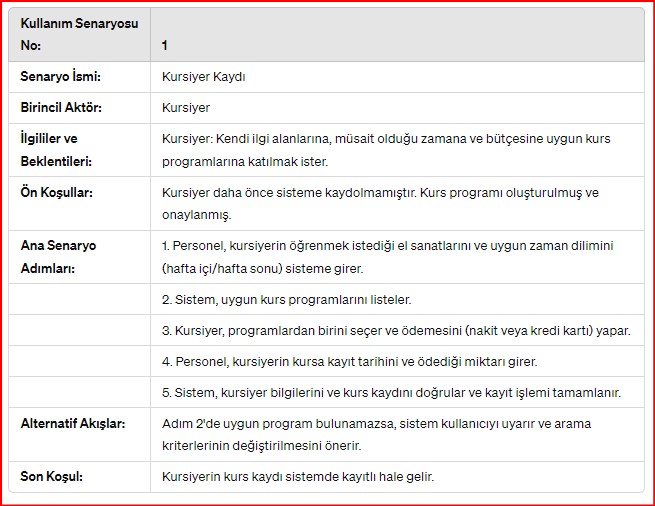 Kullanım Senaryosu
No: 1
Senaryo İsmi: Kursiyer Kaydı
Birincil Aktör: Kursiyer
İlgililer ve Kursiyer: Kendi ilgi alanlarına, müsait olduğu zamana ve bütçesine uygun kurs
Beklentileri: programlarına katılmak ister.
Ön Koşullar: Kursiyer daha önce sisteme kaydolmamıştır. Kurs programı oluşturulmuş ve
onaylanmış.
Ana Senaryo 1. Personel, kursiyerin öğrenmek istediği el sanatlarını ve uygun zaman dilimini
Adımları: (hafta içi/hafta sonu) sisteme girer.
2. Sistem, uygun kurs programlarını listeler.
3. Kursiyer, programlardan birini seçer ve ödemesini (nakit veya kredi kartı) yapar.
4. Personel, kursiyerin kursa kayıt tarihini ve ödediği miktarı girer.
5. Sistem, kursiyer bilgilerini ve kurs kaydını doğrular ve kayıt işlemi tamamlanır.
Alternatif Akışlar: Adım 2'de uygun program bulunamazsa, sistem kullanıcıyı uyarır ve arama
kriterlerinin değiştirilmesini önerir.
Son Koşul: Kursiyerin kurs kaydı sistemde kayıtlı hale gelir.